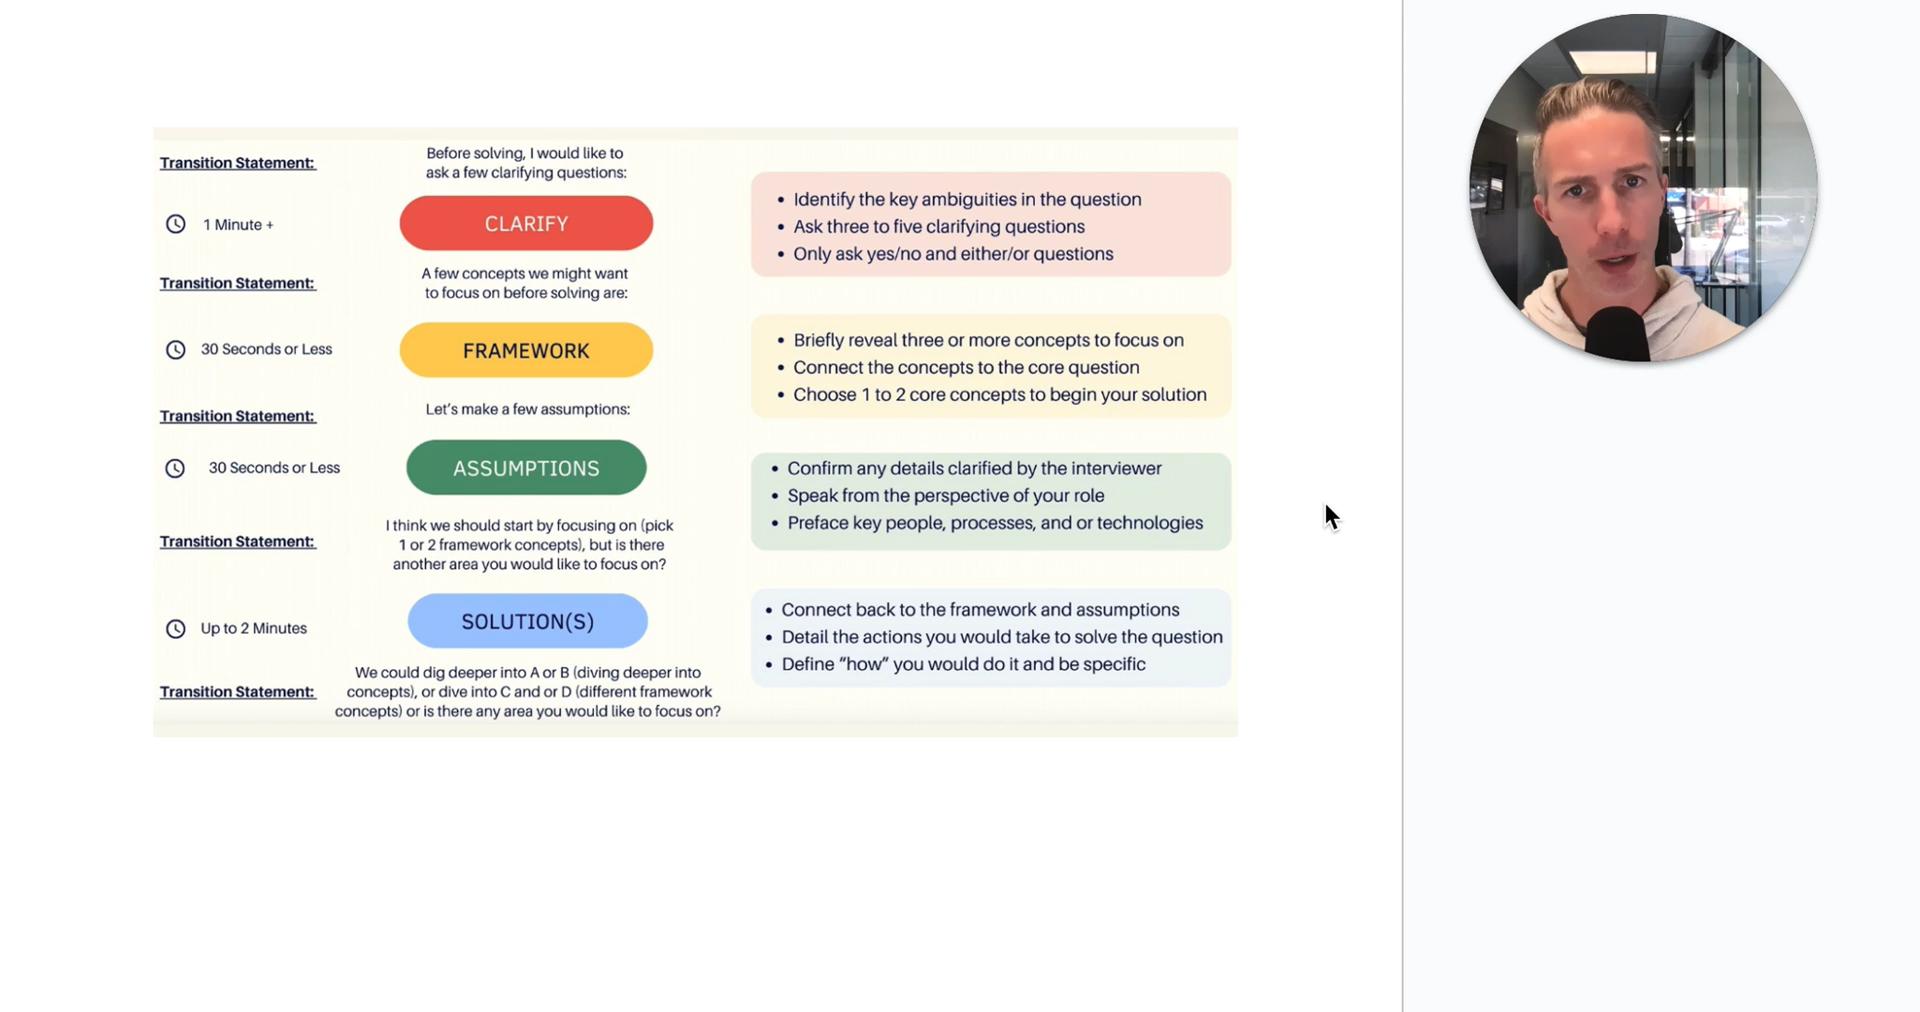 Transition Statement:
Before solving, I would like to
ask a few clarifying questions:
1 Minute +
CLARIFY
• Identify the key ambiguities in the question
• Ask three to five clarifying questions
• Only ask yes/no and either/or questions
Transition Statement:
A few concepts we might want
to focus on before solving are:
30 Seconds or Less
FRAMEWORK
• Briefly reveal three or more concepts to focus on
• Connect the concepts to the core question
• Choose 1 to 2 core concepts to begin your solution
Transition Statement:
Let's make a few assumptions:
30 Seconds or Less
ASSUMPTIONS
• Confirm any details clarified by the interviewer
• Speak from the perspective of your role
• Preface key people, processes, and or technologies
Transition Statement:
I think we should start by focusing on (pick
1 or 2 framework concepts), but is there
another area you would like to focus on?
Up to 2 Minutes
SOLUTION(S)
• Connect back to the framework and assumptions
• Detail the actions you would take to solve the question
• Define "how" you would do it and be specific
Transition Statement:
We could dig deeper into A or B (diving deeper into
concepts), or dive into C and or D (different framework
concepts) or is there any area you would like to focus on?